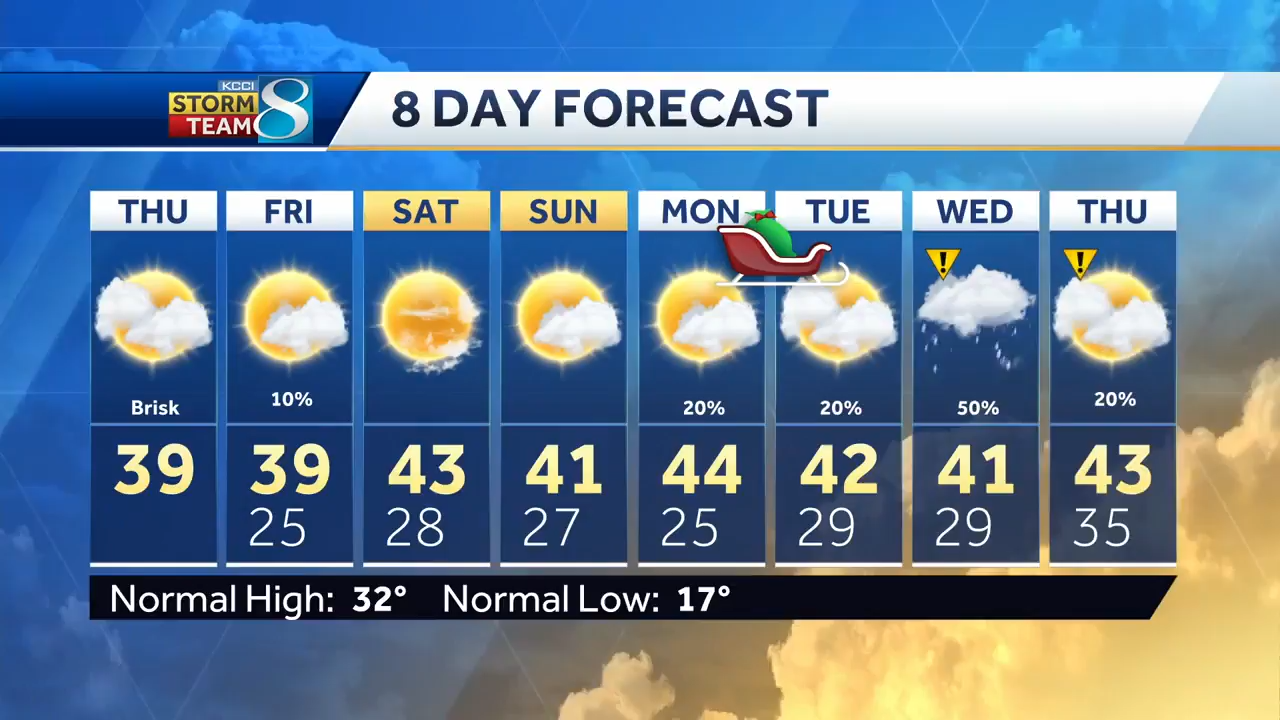 KCCI
STORM
TEAM 8
8 DAY FORECAST
THU FRI SAT SUN MON TUE WED THU
! !
Brisk 10% 20% 20% 50% 20%
39 39 43 41 44 42 41 43
25 28 27 25 29 29 35
Normal High: 32° Normal Low: 17°